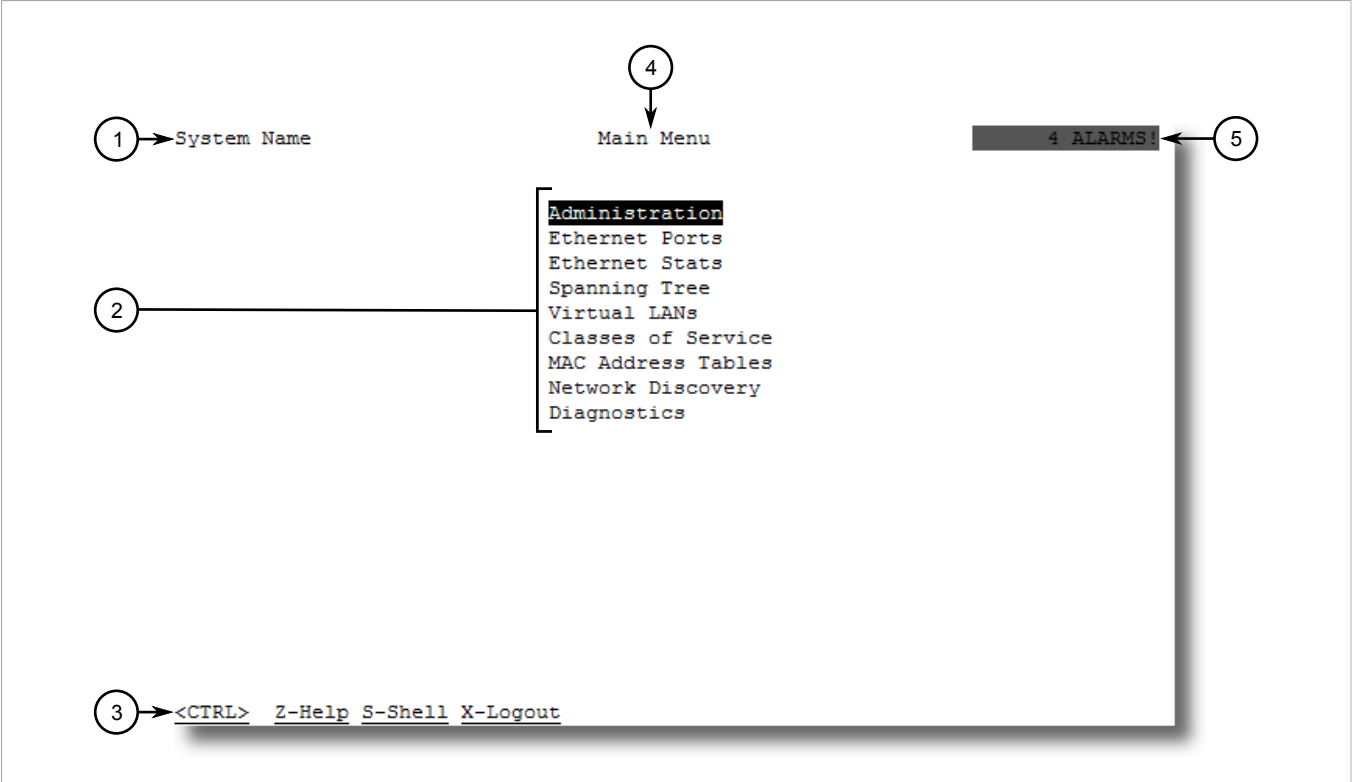 4
1 System Name Main Menu 4 ALARMS! 5
Administration
Ethernet Ports
Ethernet Stats
Spanning Tree
2
Virtual LANs
Classes of Service
MAC Address Tables
Network Discovery
Diagnostics
3 <CTRL> Z-Help S-Shell X-Logout